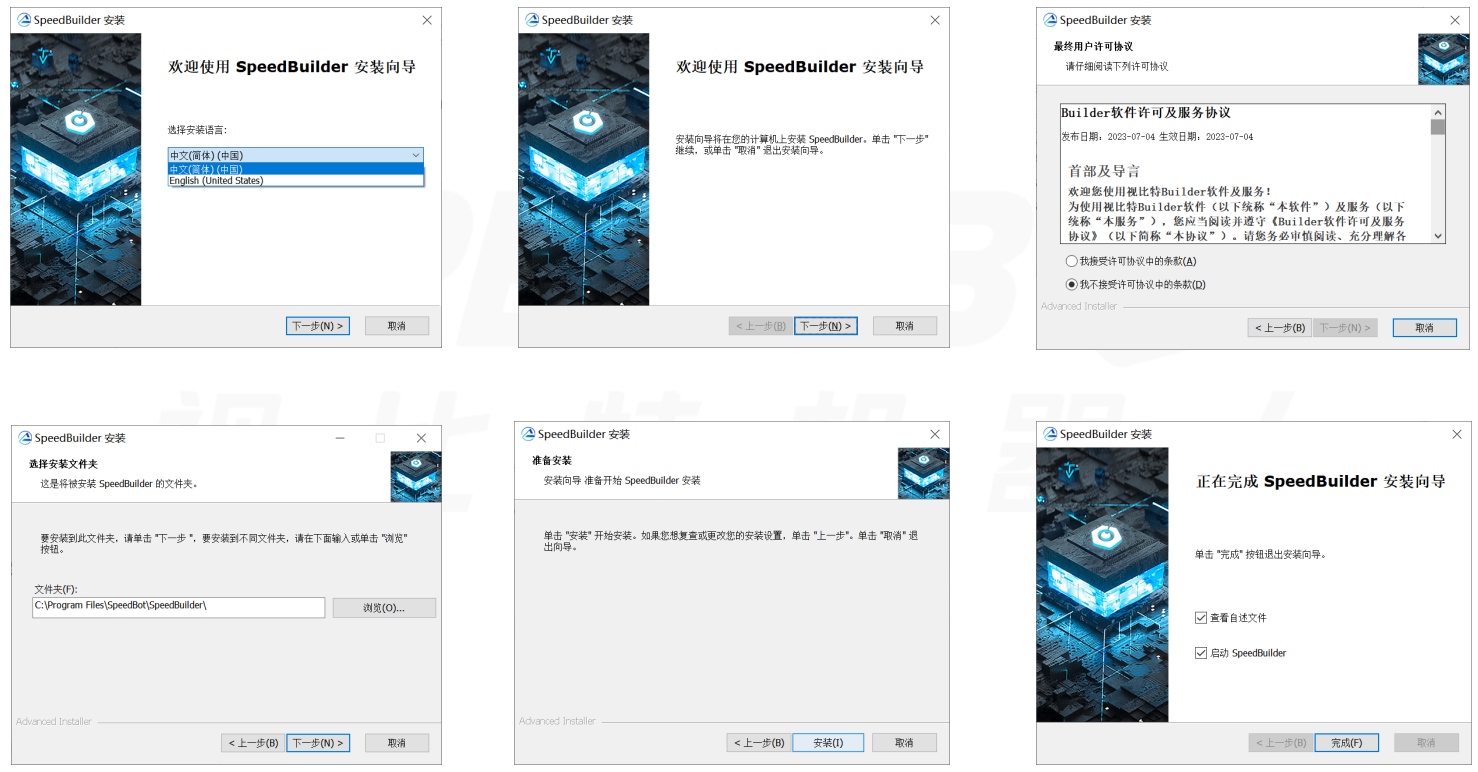 SpeedBuilder 安装
欢迎使用 SpeedBuilder 安装向导
选择安装语言:
中文(简体) (中国)
中文(简体) (中国)
English (United States)
下一步(N) >
取消
SpeedBuilder 安装
欢迎使用 SpeedBuilder 安装向导
安装向导将在您的计算机上安装 SpeedBuilder。单击 "下一步"
继续，或单击 "取消" 退出安装向导。
< 上一步(B)
下一步(N) >
取消
SpeedBuilder 安装
最终用户许可协议
请仔细阅读下列许可协议
Builder软件许可及服务协议
发布日期：2023-07-04 生效日期：2023-07-04
首部及导言
欢迎您使用视比特Builder软件及服务！
为使用视比特Builder软件（以下统称“本软件”）及服务（以下
统称“本服务”），您应当阅读并遵守《Builder软件许可及服务
协议》（以下简称“本协议”）。请您务必审慎阅读、充分理解各
我接受许可协议中的条款(A)
我不接受许可协议中的条款(D)
Advanced Installer
< 上一步(B)
下一步(N) >
取消
SpeedBuilder 安装
选择安装文件夹
这是将被安装 SpeedBuilder 的文件夹。
要安装到此文件夹，请单击 "下一步 "，要安装到不同文件夹，请在下面输入或单击 "浏览"
按钮。
文件夹(F):
C:\Program Files\SpeedBot\SpeedBuilder\
浏览(O)...
Advanced Installer
< 上一步(B)
下一步(N) >
取消
SpeedBuilder 安装
准备安装
安装向导 准备开始 SpeedBuilder 安装
单击 "安装" 开始安装。如果您想复查或更改您的安装设置，单击 "上一步"。单击 "取消" 退
出向导。
Advanced Installer
< 上一步(B)
安装(I)
取消
SpeedBuilder 安装
正在完成 SpeedBuilder 安装向导
单击 "完成" 按钮退出安装向导。
查看自述文件
启动 SpeedBuilder
< 上一步(B)
完成(F)
取消